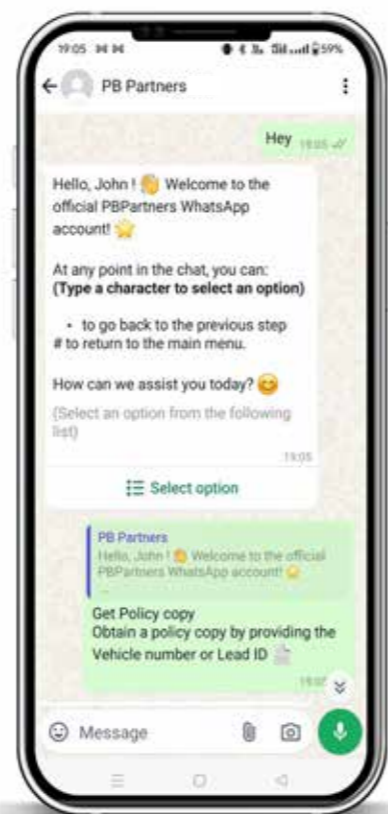 19:05
59%
PB Partners
Hey 19:05
Hello, John ! 👋 Welcome to the
official PBPartners WhatsApp
account! 🌟
At any point in the chat, you can:
(Type a character to select an option)
• to go back to the previous step
# to return to the main menu.
How can we assist you today? 😊
(Select an option from the following
list)
19:05
Select option
PB Partners
Hello, John ! 👋 Welcome to the official
PBPartners WhatsApp account! 🌟
...
Get Policy copy
Obtain a policy copy by providing the
Vehicle number or Lead ID
Message